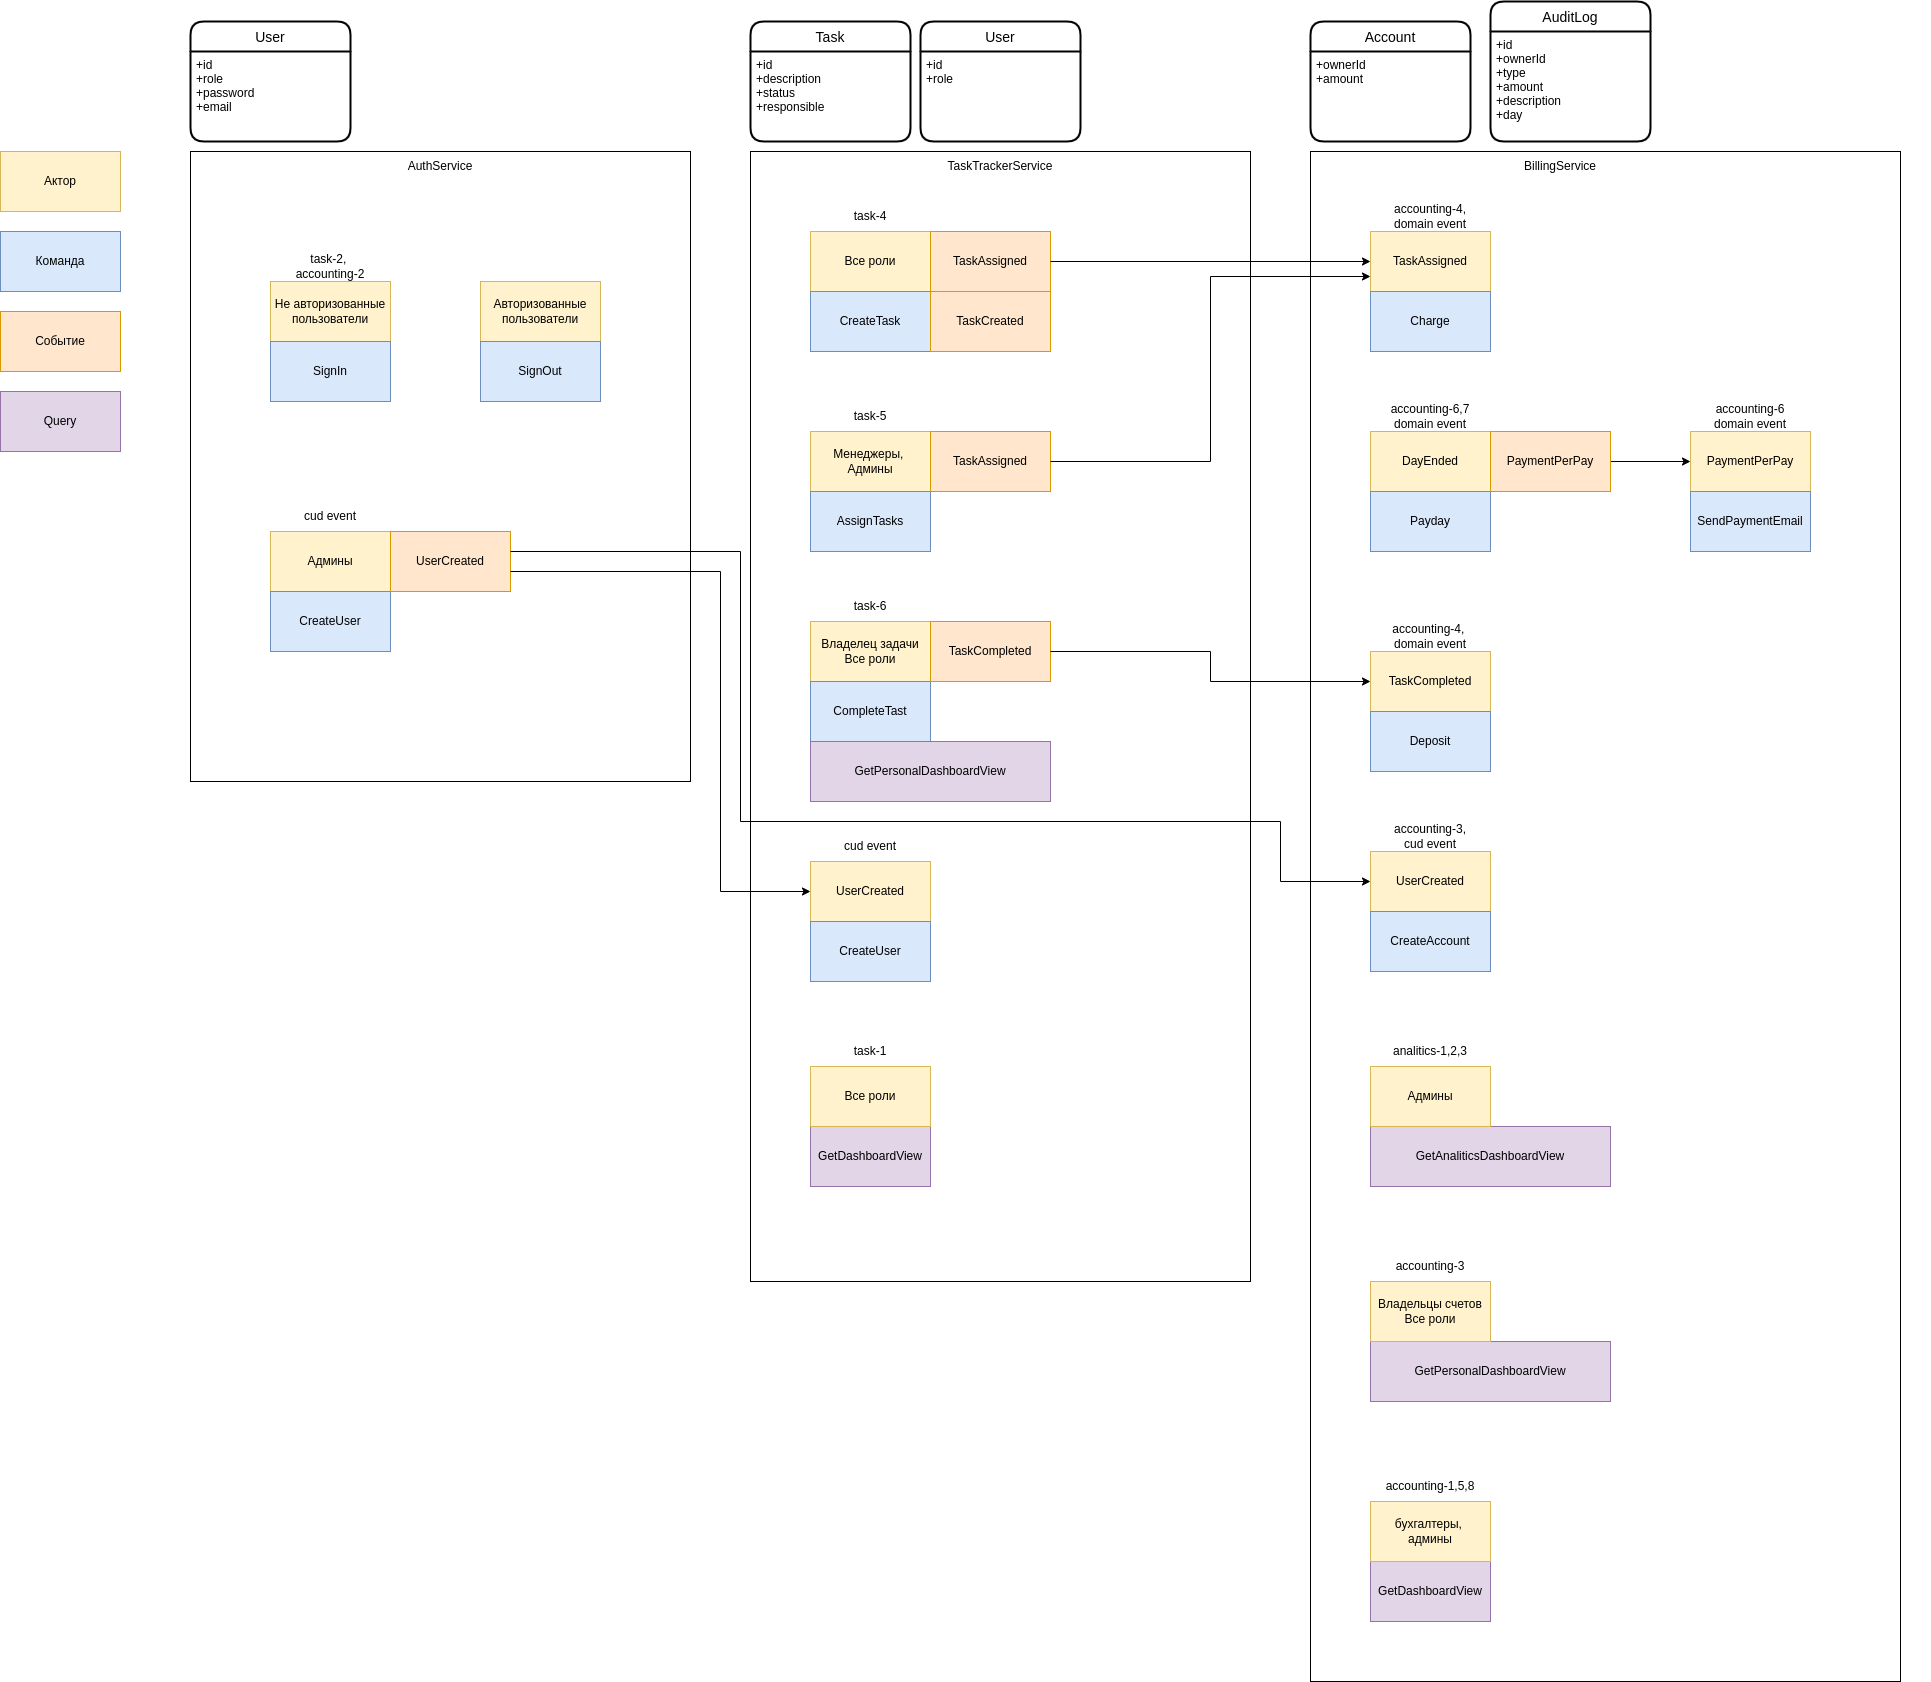 User
+id
+role
+password
+email
Task
+id
+description
+status
+responsible
User
+id
+role
Account
+ownerId
+amount
AuditLog
+id
+ownerId
+type
+amount
+description
+day
Актор
Команда
Событие
Query
AuthService
task-2,
accounting-2
Не авторизованные
пользователи
SignIn
Авторизованные
пользователи
SignOut
cud event
Админы
UserCreated
CreateUser
TaskTrackerService
task-4
Все роли
TaskAssigned
CreateTask
TaskCreated
task-5
Менеджеры,
Админы
TaskAssigned
AssignTasks
task-6
Владелец задачи
Все роли
TaskCompleted
CompleteTast
GetPersonalDashboardView
cud event
UserCreated
CreateUser
task-1
Все роли
GetDashboardView
BillingService
accounting-4,
domain event
TaskAssigned
Charge
accounting-6,7
domain event
DayEnded
PaymentPerPay
Payday
accounting-6
domain event
PaymentPerPay
SendPaymentEmail
accounting-4,
domain event
TaskCompleted
Deposit
accounting-3,
cud event
UserCreated
CreateAccount
analitics-1,2,3
Админы
GetAnaliticsDashboardView
accounting-3
Владельцы счетов
Все роли
GetPersonalDashboardView
accounting-1,5,8
бухгалтеры,
админы
GetDashboardView